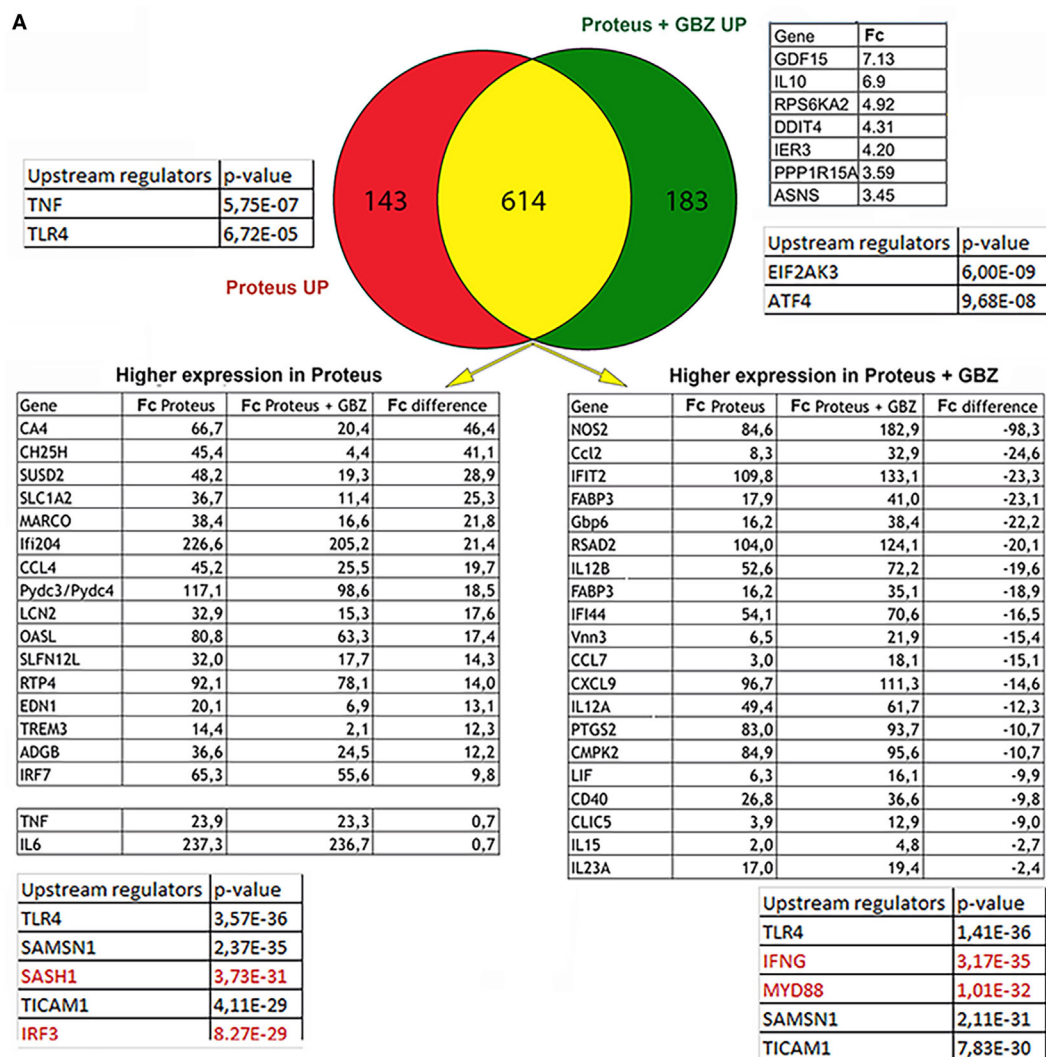 A
Proteus + GBZ UP
Gene Fc
GDF15 7.13
IL10 6.9
RPS6KA2 4.92
DDIT4 4.31
IER3 4.20
PPP1R15A 3.59
ASNS 3.45
Upstream regulators p-value
TNF 5,75E-07
TLR4 6,72E-05
143 614 183
Upstream regulators p-value
EIF2AK3 6,00E-09
ATF4 9,68E-08
Proteus UP
Higher expression in Proteus
Gene Fc Proteus Fc Proteus + GBZ Fc difference
CA4 66,7 20,4 46,4
CH25H 45,4 4,4 41,1
SUSD2 48,2 19,3 28,9
SLC1A2 36,7 11,4 25,3
MARCO 38,4 16,6 21,8
Ifi204 226,6 205,2 21,4
CCL4 45,2 25,5 19,7
Pydc3/Pydc4 117,1 98,6 18,5
LCN2 32,9 15,3 17,6
OASL 80,8 63,3 17,4
SLFN12L 32,0 17,7 14,3
RTP4 92,1 78,1 14,0
EDN1 20,1 6,9 13,1
TREM3 14,4 2,1 12,3
ADGB 36,6 24,5 12,2
IRF7 65,3 55,6 9,8
TNF 23,9 23,3 0,7
IL6 237,3 236,7 0,7
Upstream regulators p-value
TLR4 3,57E-36
SAMSN1 2,37E-35
SASH1 3,73E-31
TICAM1 4,11E-29
IRF3 8.27E-29
Higher expression in Proteus + GBZ
Gene Fc Proteus Fc Proteus + GBZ Fc difference
NOS2 84,6 182,9 -98,3
Ccl2 8,3 32,9 -24,6
IFIT2 109,8 133,1 -23,3
FABP3 17,9 41,0 -23,1
Gbp6 16,2 38,4 -22,2
RSAD2 104,0 124,1 -20,1
IL12B 52,6 72,2 -19,6
FABP3 16,2 35,1 -18,9
IFI44 54,1 70,6 -16,5
Vnn3 6,5 21,9 -15,4
CCL7 3,0 18,1 -15,1
CXCL9 96,7 111,3 -14,6
IL12A 49,4 61,7 -12,3
PTGS2 83,0 93,7 -10,7
CMPK2 84,9 95,6 -10,7
LIF 6,3 16,1 -9,9
CD40 26,8 36,6 -9,8
CLIC5 3,9 12,9 -9,0
IL15 2,0 4,8 -2,7
IL23A 17,0 19,4 -2,4
Upstream regulators p-value
TLR4 1,41E-36
IFNG 3,17E-35
MYD88 1,01E-32
SAMSN1 2,11E-31
TICAM1 7,83E-30